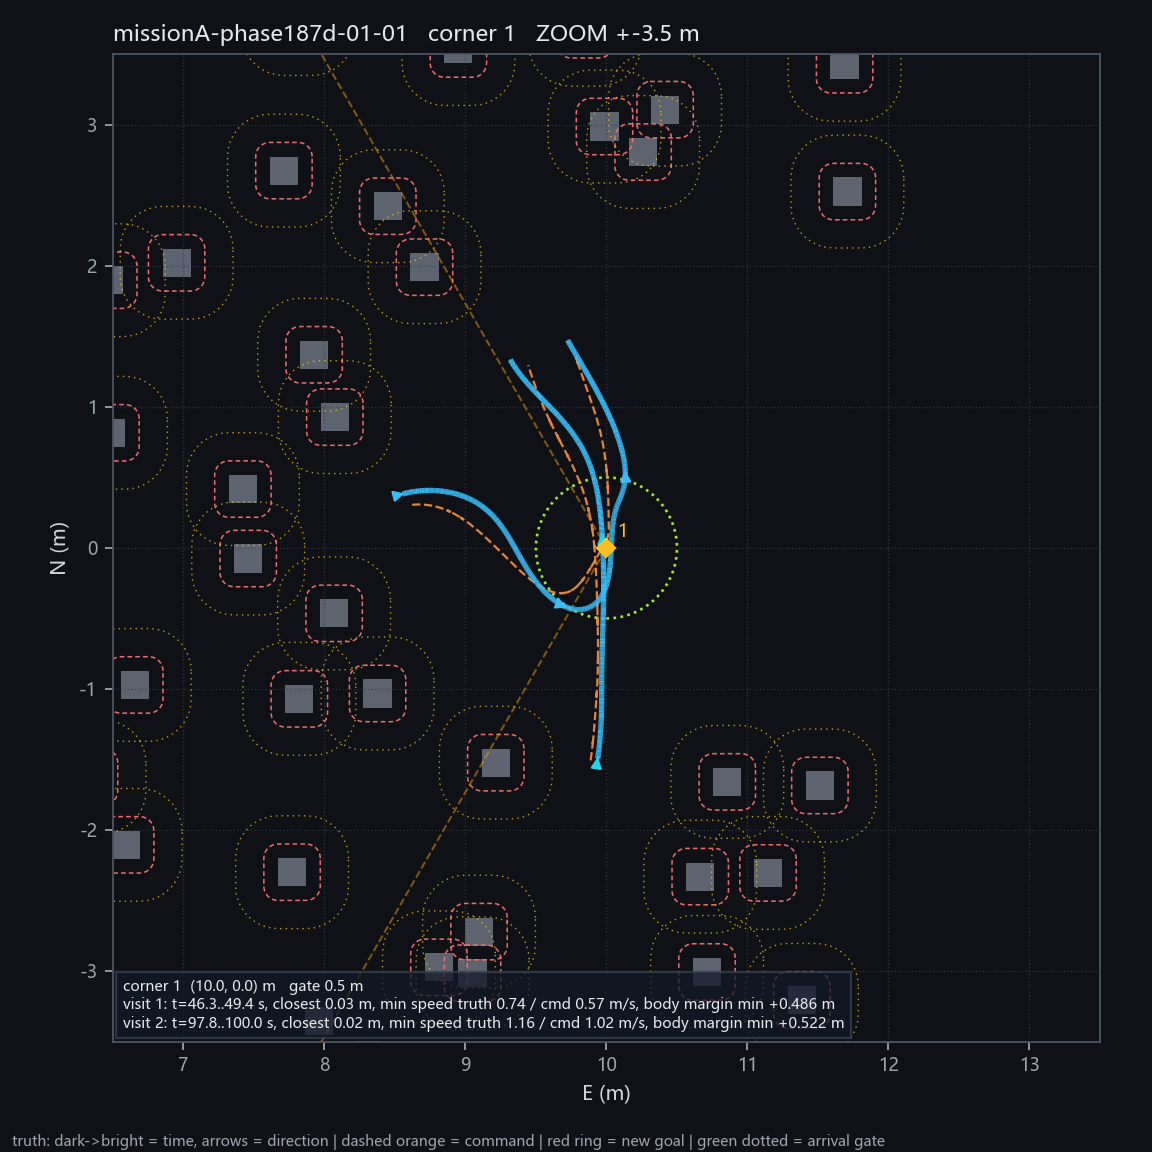 missionA-phase187d-01-01 corner 1 ZOOM +-3.5 m
3
2
1
0
-1
-2
-3
N (m)
1
corner 1 (10.0, 0.0) m gate 0.5 m
visit 1: t=46.3..49.4 s, closest 0.03 m, min speed truth 0.74 / cmd 0.57 m/s, body margin min +0.486 m
visit 2: t=97.8..100.0 s, closest 0.02 m, min speed truth 1.16 / cmd 1.02 m/s, body margin min +0.522 m
7 8 9 10 11 12 13
E (m)
truth: dark->bright = time, arrows = direction | dashed orange = command | red ring = new goal | green dotted = arrival gate